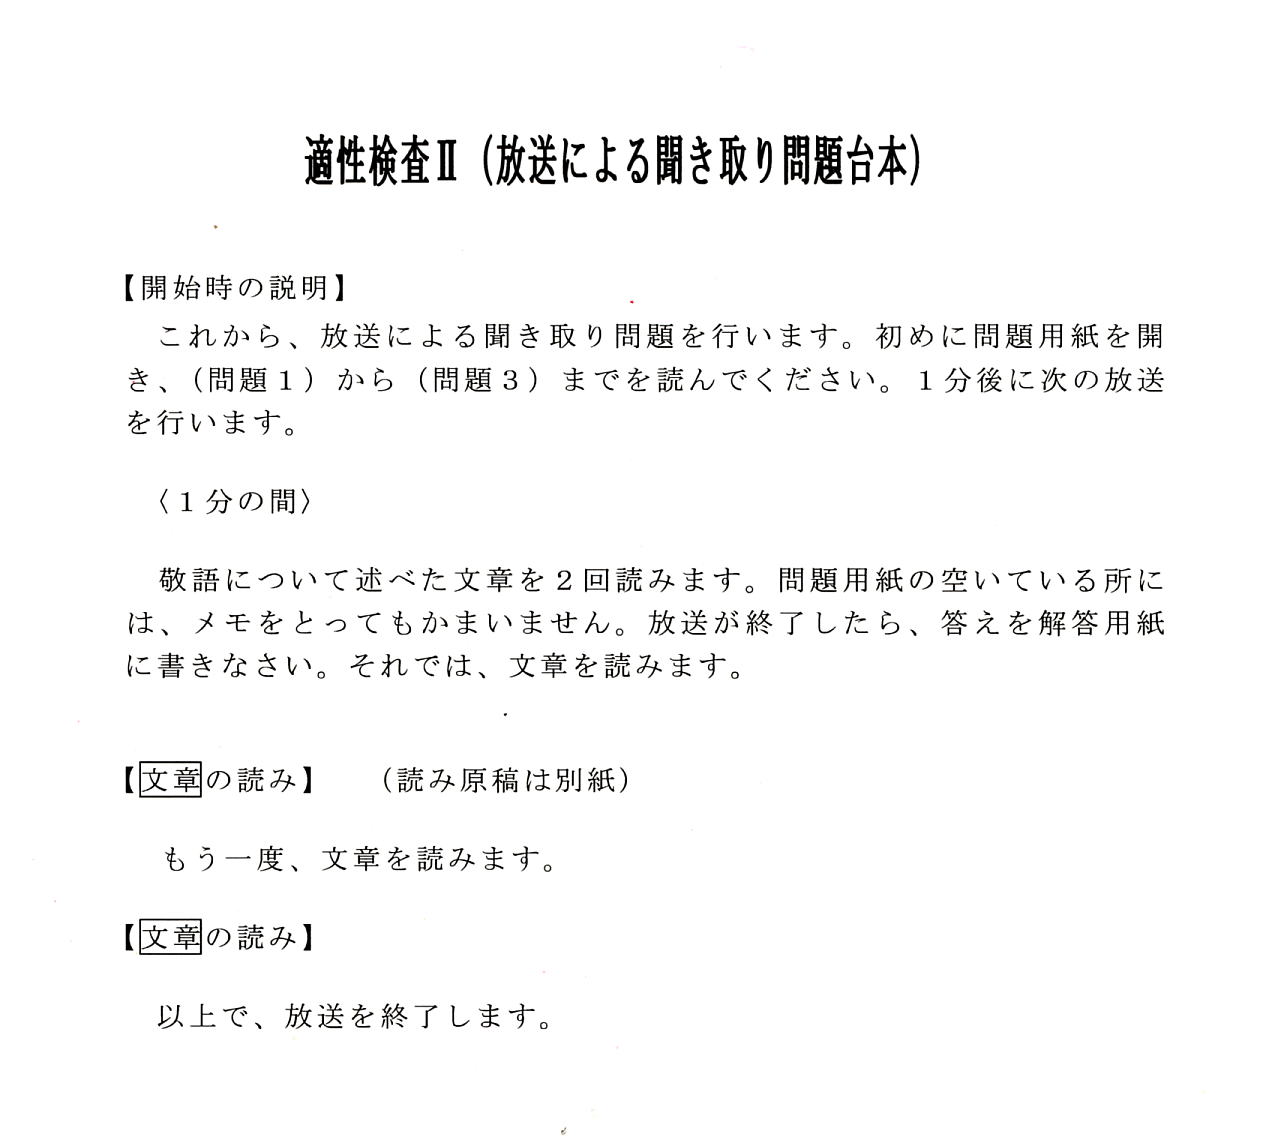 適性検査Ⅱ（放送による聞き取り問題台本）
【開始時の説明】
これから、放送による聞き取り問題を行います。初めに問題用紙を開
き、（問題１）から（問題３）までを読んでください。１分後に次の放送
を行います。
〈１分の間〉
敬語について述べた文章を２回読みます。問題用紙の空いている所に
は、メモをとってもかまいません。放送が終了したら、答えを解答用紙
に書きなさい。それでは、文章を読みます。
【文章の読み】　（読み原稿は別紙）
もう一度、文章を読みます。
【文章の読み】
以上で、放送を終了します。